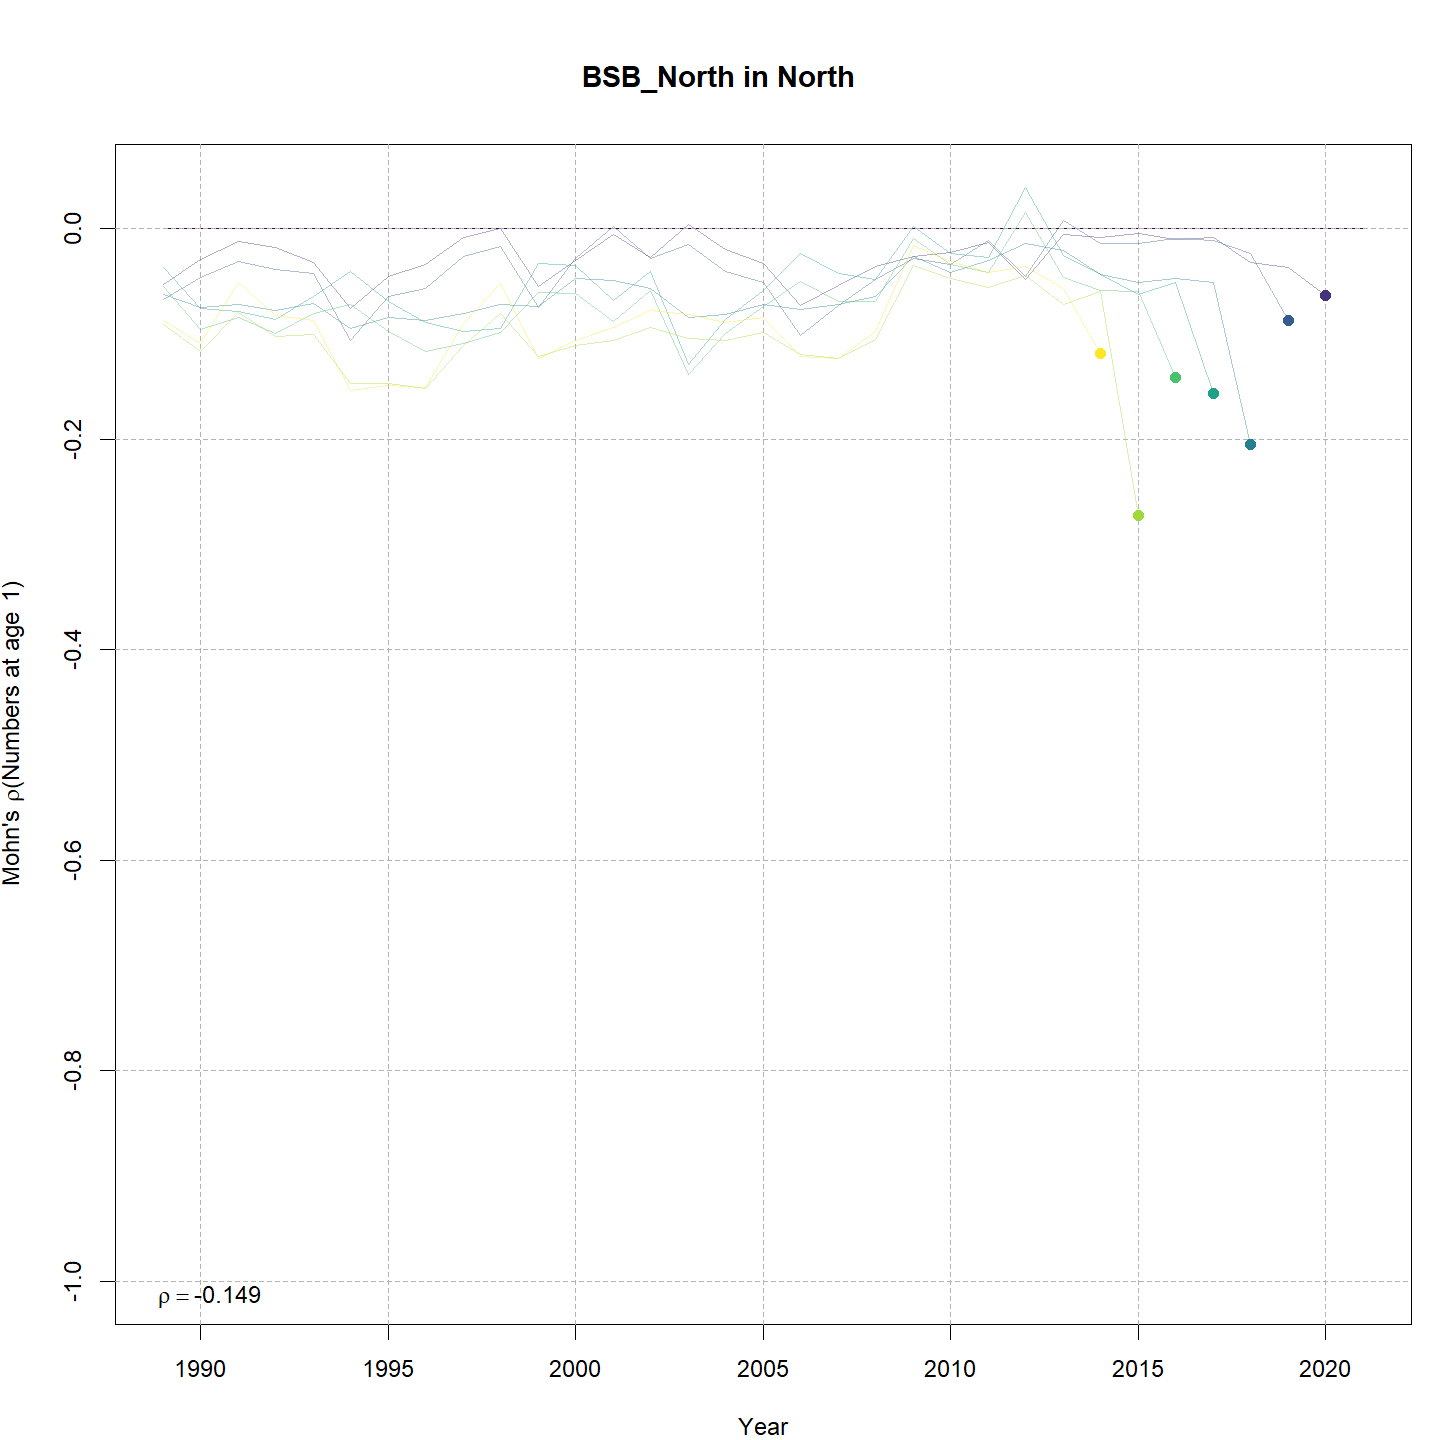 BSB_North in North
Mohn's ρ(Numbers at age 1)
0.0
-0.2
-0.4
-0.6
-0.8
-1.0
ρ = -0.149
1990 1995 2000 2005 2010 2015 2020
Year